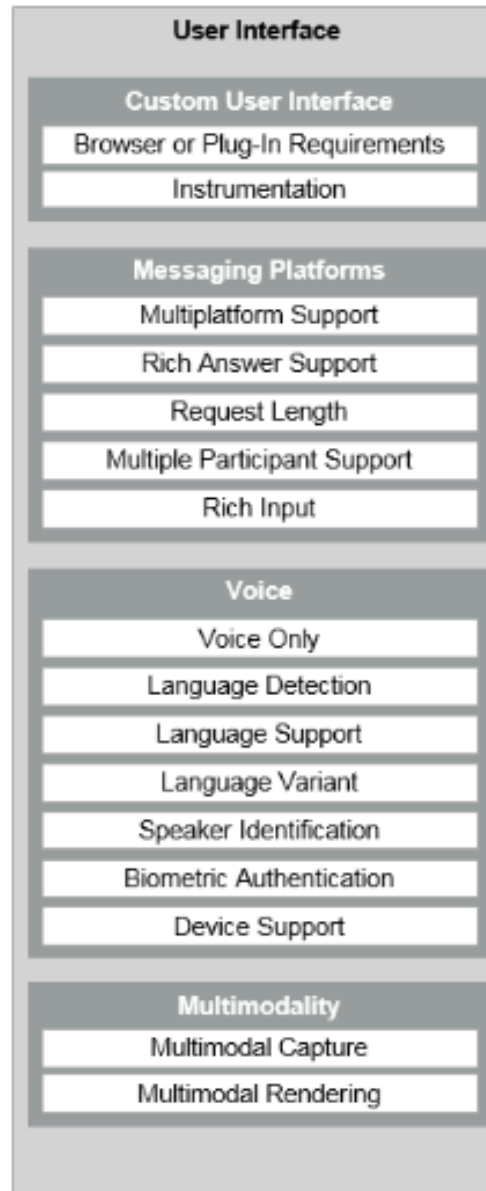 User Interface
Custom User Interface
Browser or Plug-In Requirements
Instrumentation
Messaging Platforms
Multiplatform Support
Rich Answer Support
Request Length
Multiple Participant Support
Rich Input
Voice
Voice Only
Language Detection
Language Support
Language Variant
Speaker Identification
Biometric Authentication
Device Support
Multimodality
Multimodal Capture
Multimodal Rendering